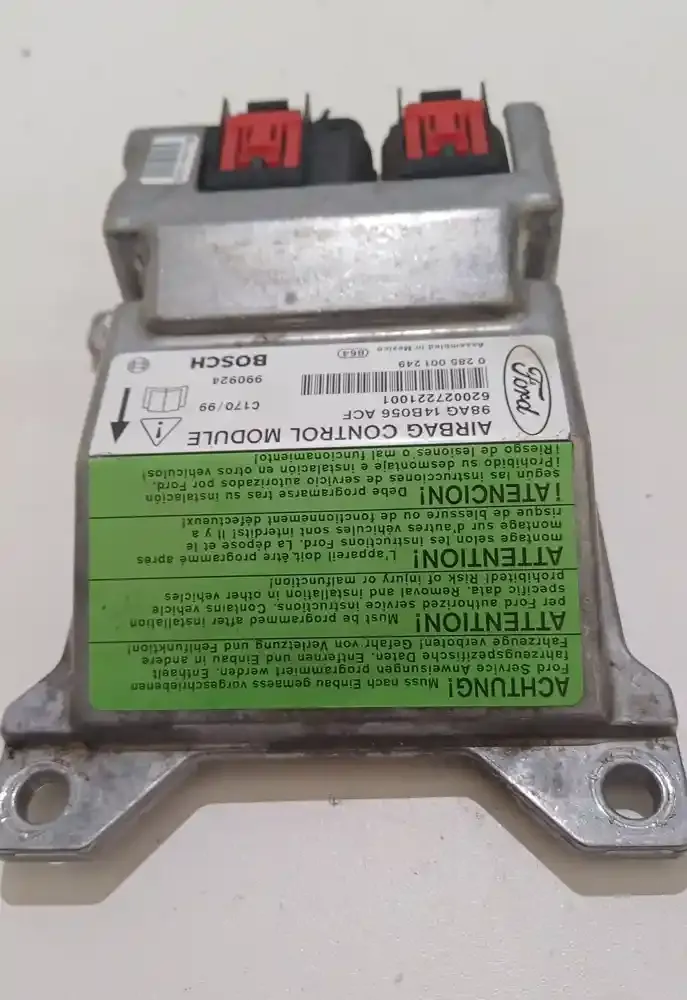 ACHTUNG! Muss nach Einbau gemaess vorgeschriebenen
Ford Service Anweisungen programmiert werden. Enthaelt
fahrzeugspezifische Daten. Entfernen und Einbau in andere
Fahrzeuge verboten! Gefahr von Verletzung und Fehlfunktion!
ATTENTION! Must be programmed after installation
per Ford authorized service instructions. Contains vehicle
specific data. Removal and installation in other vehicles
prohibited! Risk of injury or malfunction!
ATTENTION! L'appareil doit être programmé après
montage selon les instructions Ford. La dépose et le
montage sur d'autres véhicules sont interdits! Il y a
risque de blessure ou de fonctionnement défectueux!
¡ATENCION! Debe programarse tras su instalación
según las instrucciones de servicio autorizados por Ford.
¡Prohibido su desmontaje e instalación en otros vehículos!
¡Riesgo de lesiones o mal funcionamiento!
AIRBAG CONTROL MODULE
Ford
98AG 14B056 ACF
620027221001
C170/99
0 285 001 249
990924
Assembled in Mexico
864
BOSCH